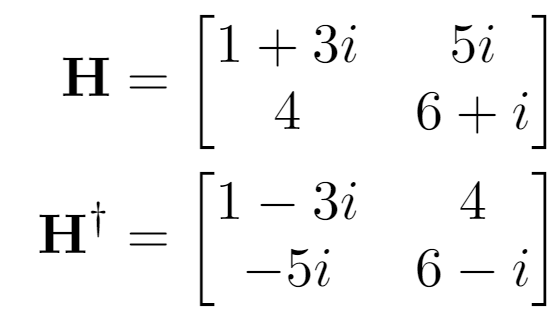 H = [1 + 3i 5i
4 6 + i]
H† = [1 − 3i 4
−5i 6 − i]